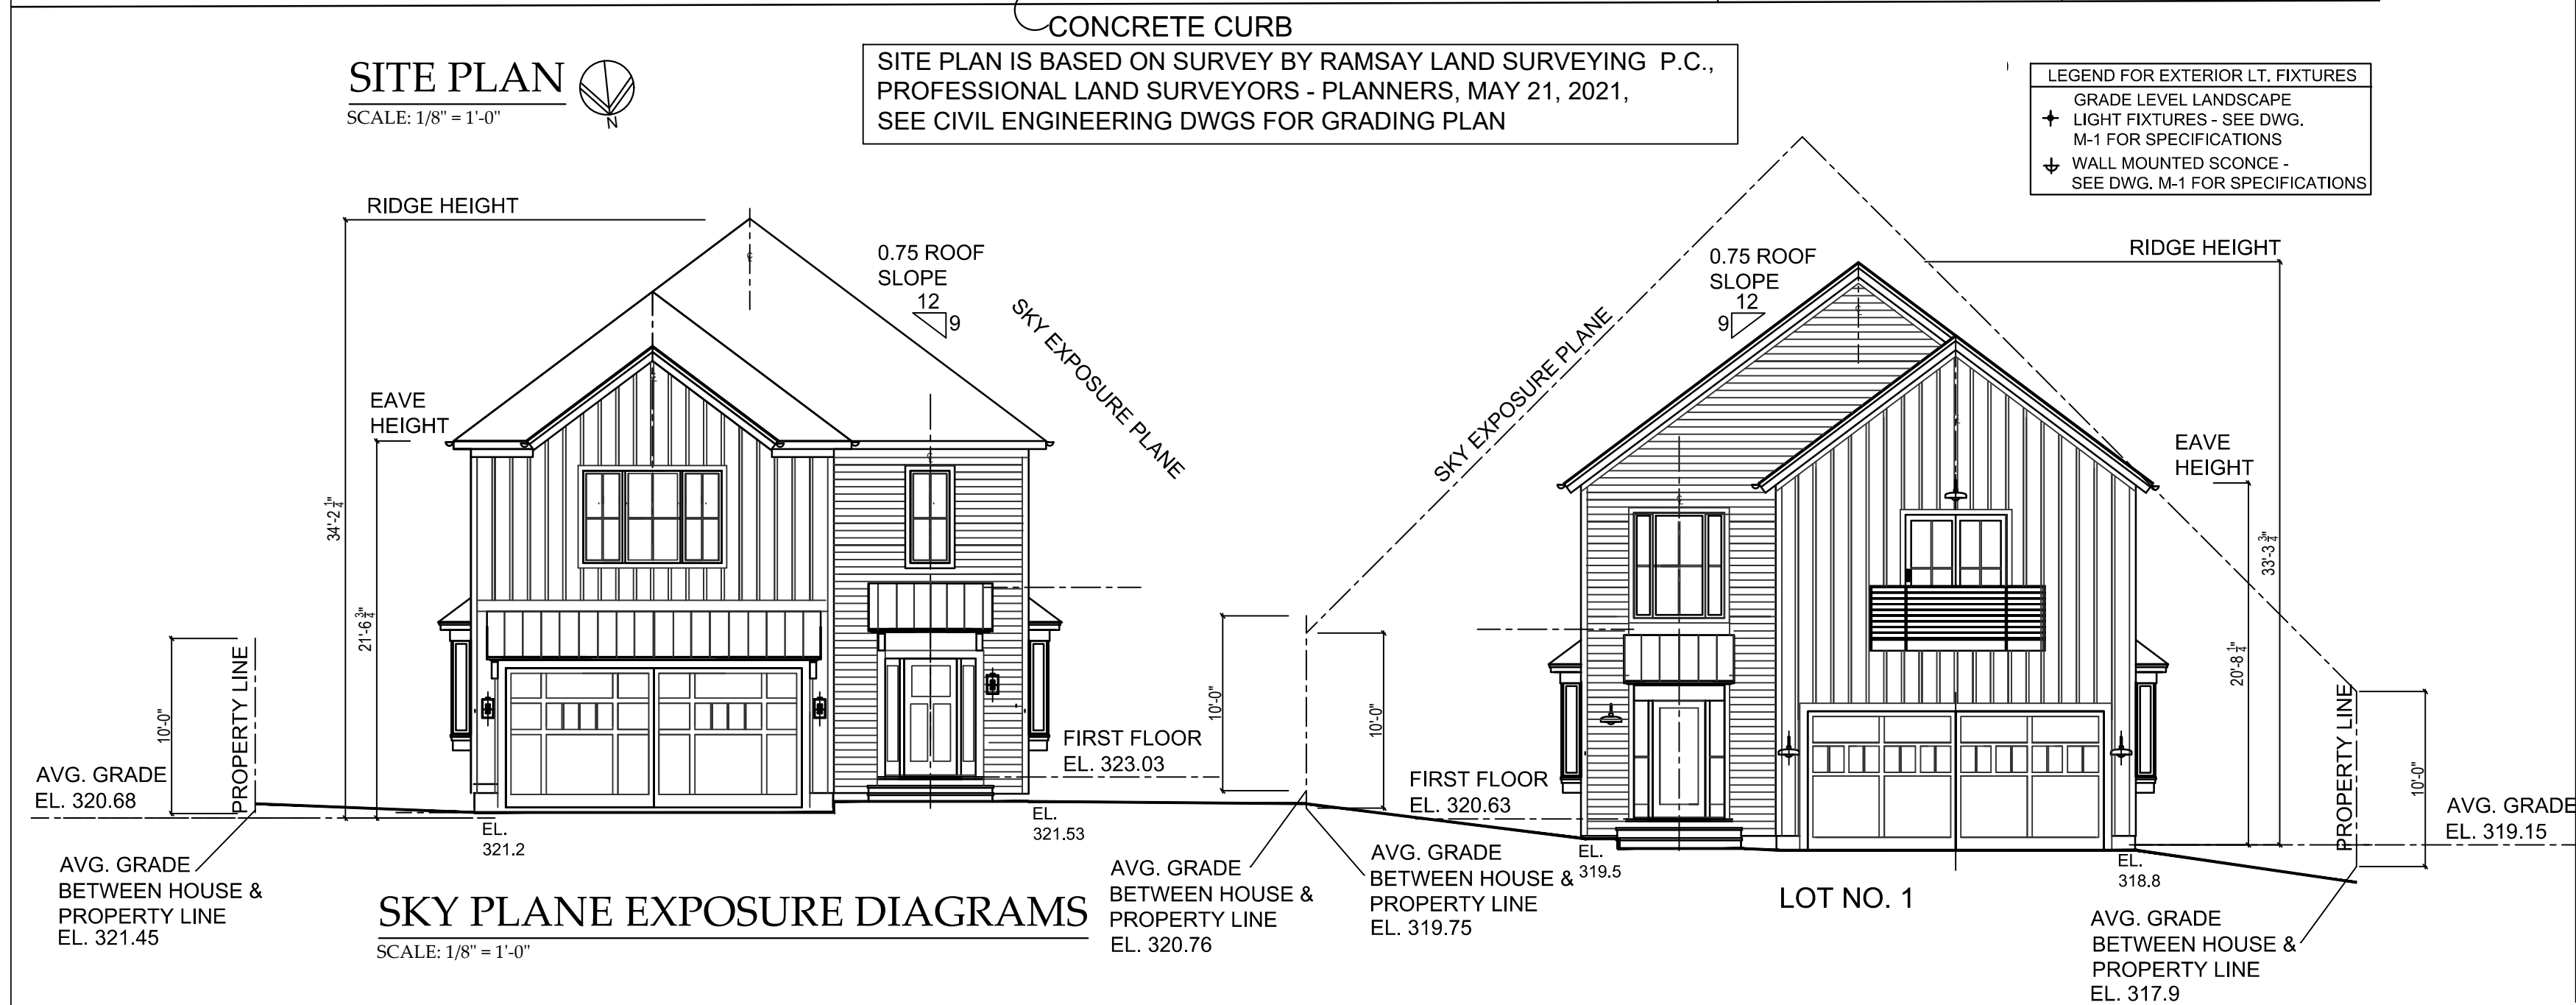 CONCRETE CURB
SITE PLAN
N
SCALE: 1/8" = 1'-0"
SITE PLAN IS BASED ON SURVEY BY RAMSAY LAND SURVEYING P.C.,
PROFESSIONAL LAND SURVEYORS - PLANNERS, MAY 21, 2021,
SEE CIVIL ENGINEERING DWGS FOR GRADING PLAN
LEGEND FOR EXTERIOR LT. FIXTURES
GRADE LEVEL LANDSCAPE
LIGHT FIXTURES - SEE DWG.
M-1 FOR SPECIFICATIONS
WALL MOUNTED SCONCE -
SEE DWG. M-1 FOR SPECIFICATIONS
RIDGE HEIGHT
0.75 ROOF
SLOPE
12
9
SKY EXPOSURE PLANE
EAVE
HEIGHT
34'-2 1/4"
21'-6 3/4"
10'-0"
PROPERTY LINE
AVG. GRADE
EL. 320.68
EL.
321.2
FIRST FLOOR
EL. 323.03
EL.
321.53
AVG. GRADE
BETWEEN HOUSE &
PROPERTY LINE
EL. 321.45
SKY PLANE EXPOSURE DIAGRAMS
SCALE: 1/8" = 1'-0"
10'-0"
AVG. GRADE
BETWEEN HOUSE &
PROPERTY LINE
EL. 320.76
10'-0"
AVG. GRADE
BETWEEN HOUSE &
PROPERTY LINE
EL. 319.75
SKY EXPOSURE PLANE
0.75 ROOF
SLOPE
12
9
RIDGE HEIGHT
EAVE
HEIGHT
33'-3 3/4"
20'-8 1/4"
FIRST FLOOR
EL. 320.63
EL.
319.5
LOT NO. 1
EL.
318.8
PROPERTY LINE
10'-0"
AVG. GRADE
EL. 319.15
AVG. GRADE
BETWEEN HOUSE &
PROPERTY LINE
EL. 317.9